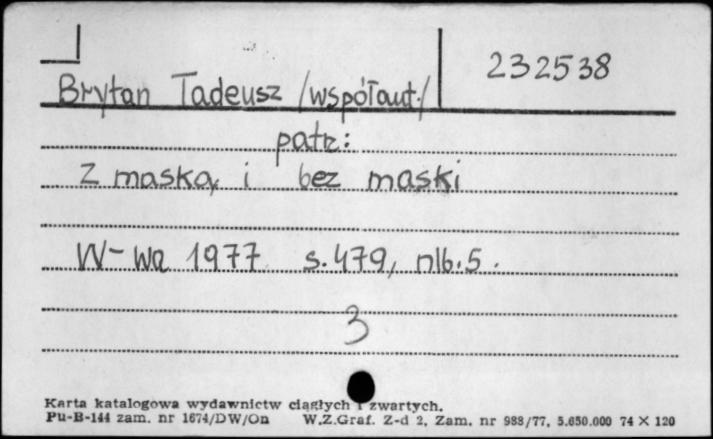 232538
Brytan Tadeusz /współaut./
patrz:
Z maską i bez maski
W-wa 1977 s. 479, nlb. 5.
3
Karta katalogowa wydawnictw ciągłych i zwartych.
Pu-B-144 zam. nr 1674/DW/On W.Z.Graf. Z-d 2, Zam. nr 988/77, 5.650.000 74 X 120